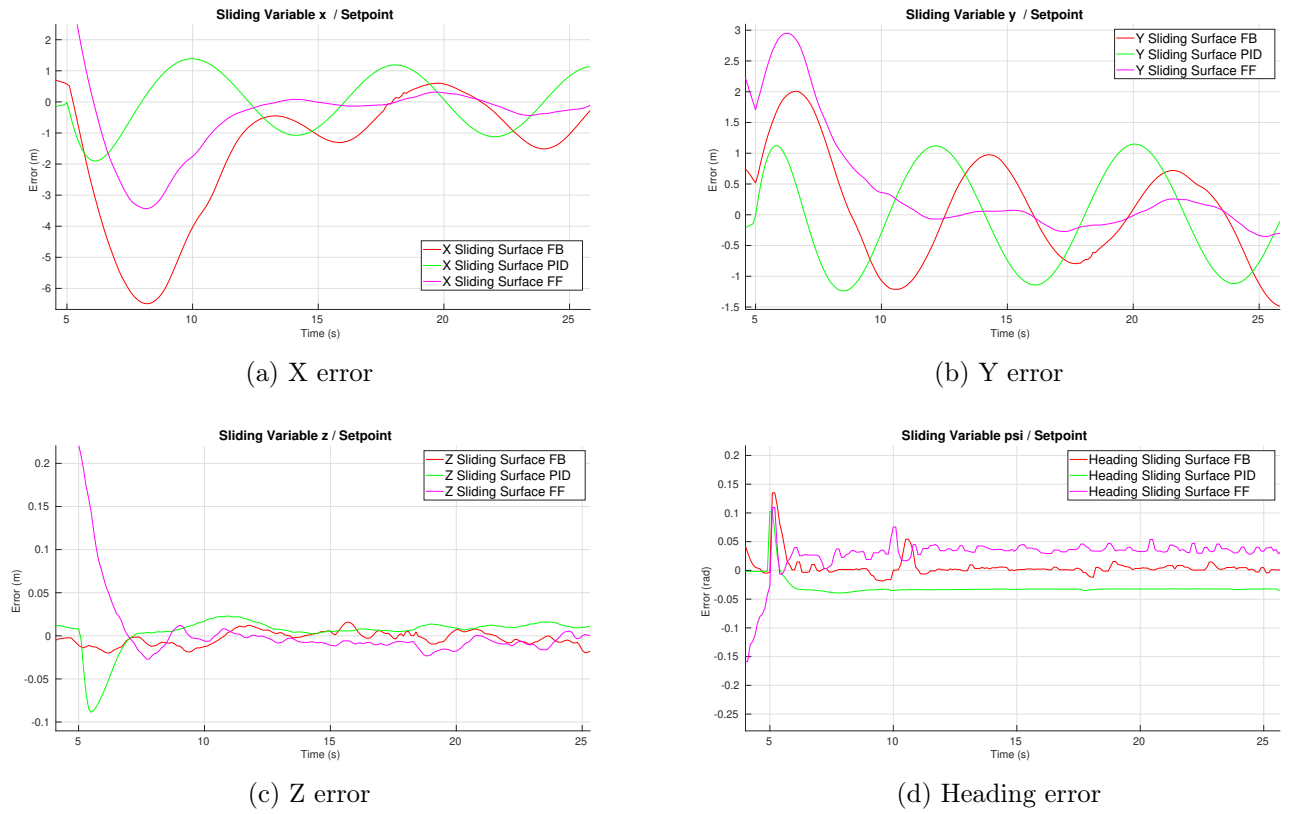 Sliding Variable x / Setpoint
2
1
0
-1
-2
-3
-4
-5
-6
Error (m)
X Sliding Surface FB
X Sliding Surface PID
X Sliding Surface FF
5 10 15 20 25
Time (s)
(a) X error
Sliding Variable y / Setpoint
3
2.5
2
1.5
1
0.5
0
-0.5
-1
-1.5
Error (m)
Y Sliding Surface FB
Y Sliding Surface PID
Y Sliding Surface FF
5 10 15 20 25
Time (s)
(b) Y error
Sliding Variable z / Setpoint
0.2
0.15
0.1
0.05
0
-0.05
-0.1
Error (m)
Z Sliding Surface FB
Z Sliding Surface PID
Z Sliding Surface FF
5 10 15 20 25
Time (s)
(c) Z error
Sliding Variable psi / Setpoint
0.2
0.15
0.1
0.05
0
-0.05
-0.1
-0.15
-0.2
-0.25
Error (rad)
Heading Sliding Surface FB
Heading Sliding Surface PID
Heading Sliding Surface FF
5 10 15 20 25
Time (s)
(d) Heading error